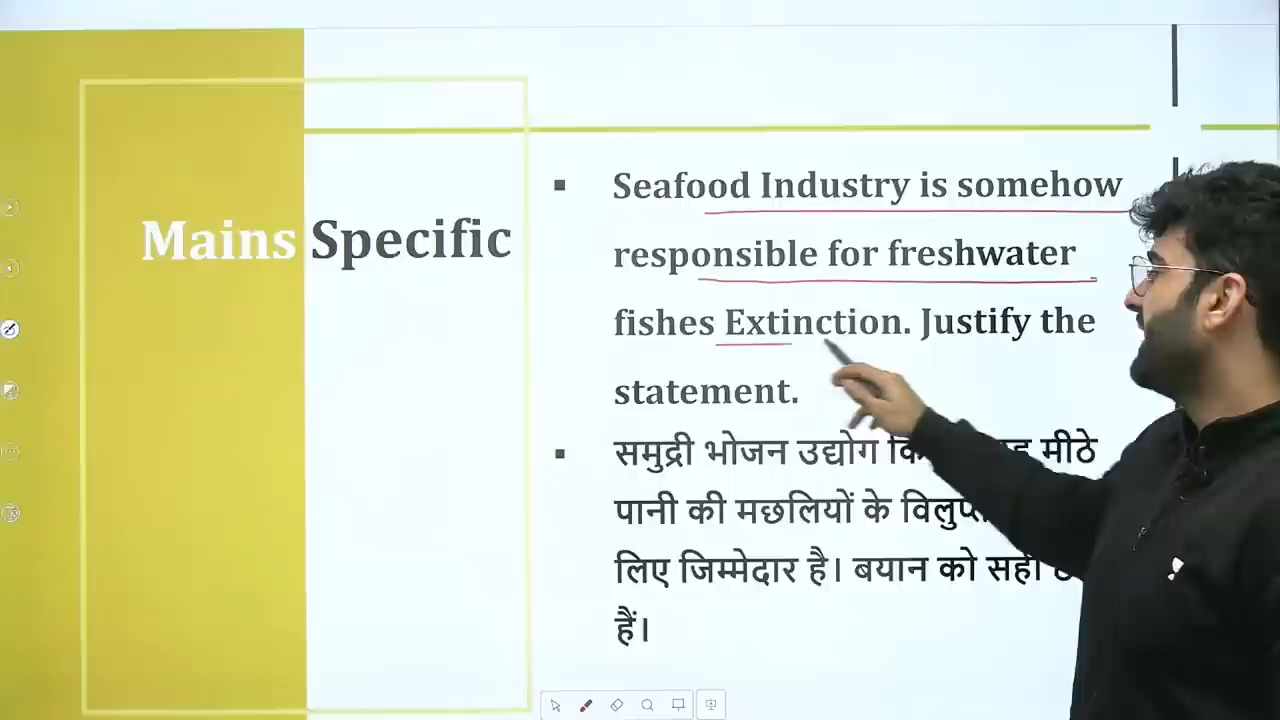 Mains Specific
▪ Seafood Industry is somehow
responsible for freshwater
fishes Extinction. Justify the
statement.
▪ समुद्री भोजन उद्योग मीठे
पानी की मछलियों के
लिए जिम्मेदार है। बयान को
हैं।